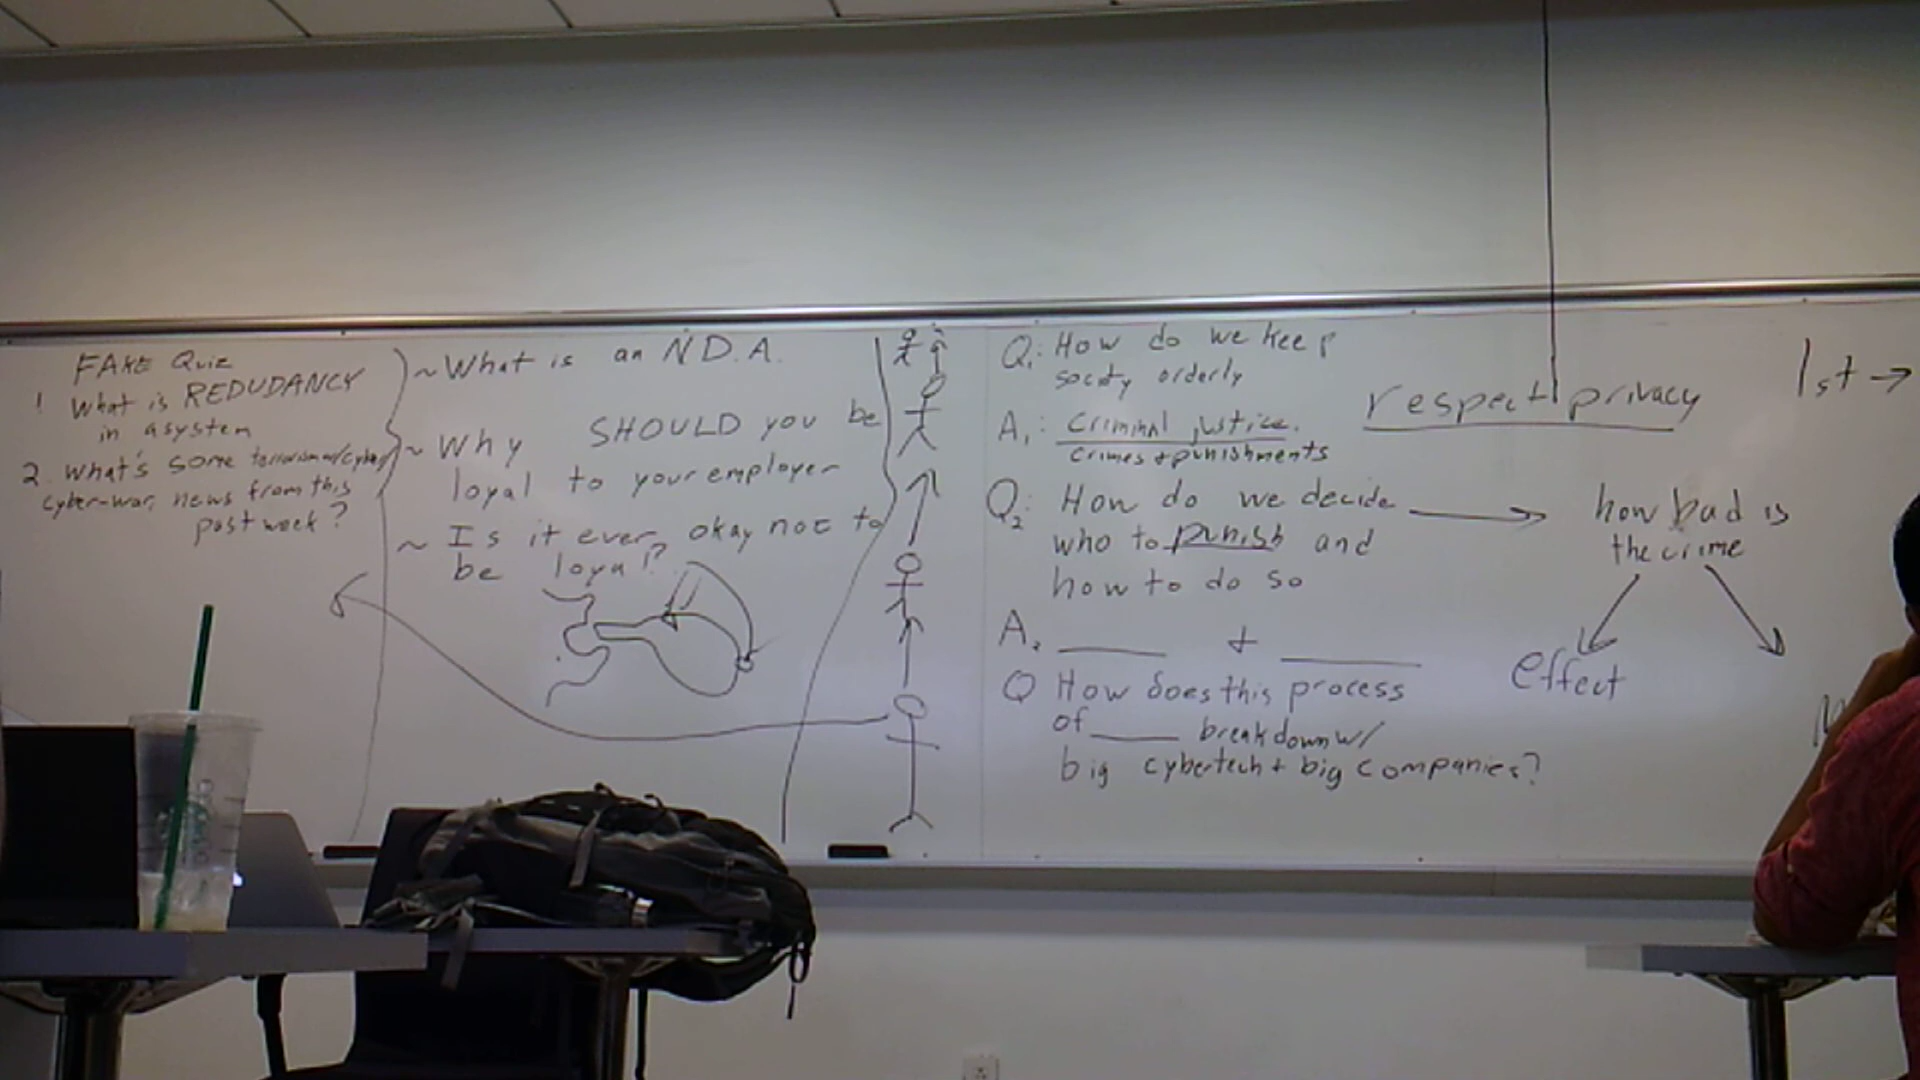 FAKE Quiz
1 What is REDUDANCY
in a system
2. What's some terrorism/cyber
cyber-war, news from this
past week?
~What is an N.D.A.
~ Why SHOULD you be
loyal to your employer
~ Is it ever okay not to
be loyal?
Q1: How do we keep
society orderly
A1: Criminal justice.
crimes + punishments
Q2: How do we decide
who to punish and
how to do so
A2 ____ + ____
Q How does this process
of ____ breakdown w/
big cybertech + big companies?
respect privacy
how bad is
the crime
effect
1st →